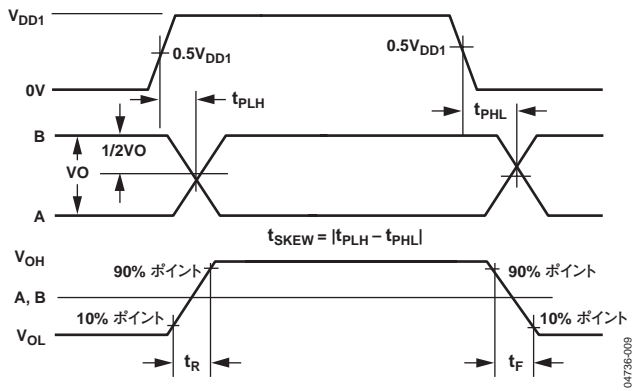 VDD1
0.5VDD1
0.5VDD1
0V
tPLH
tPHL
B
1/2VO
VO
A
tSKEW = |tPLH – tPHL|
VOH
90% ポイント
90% ポイント
A, B
10% ポイント
10% ポイント
VOL
tR
tF
04736-009